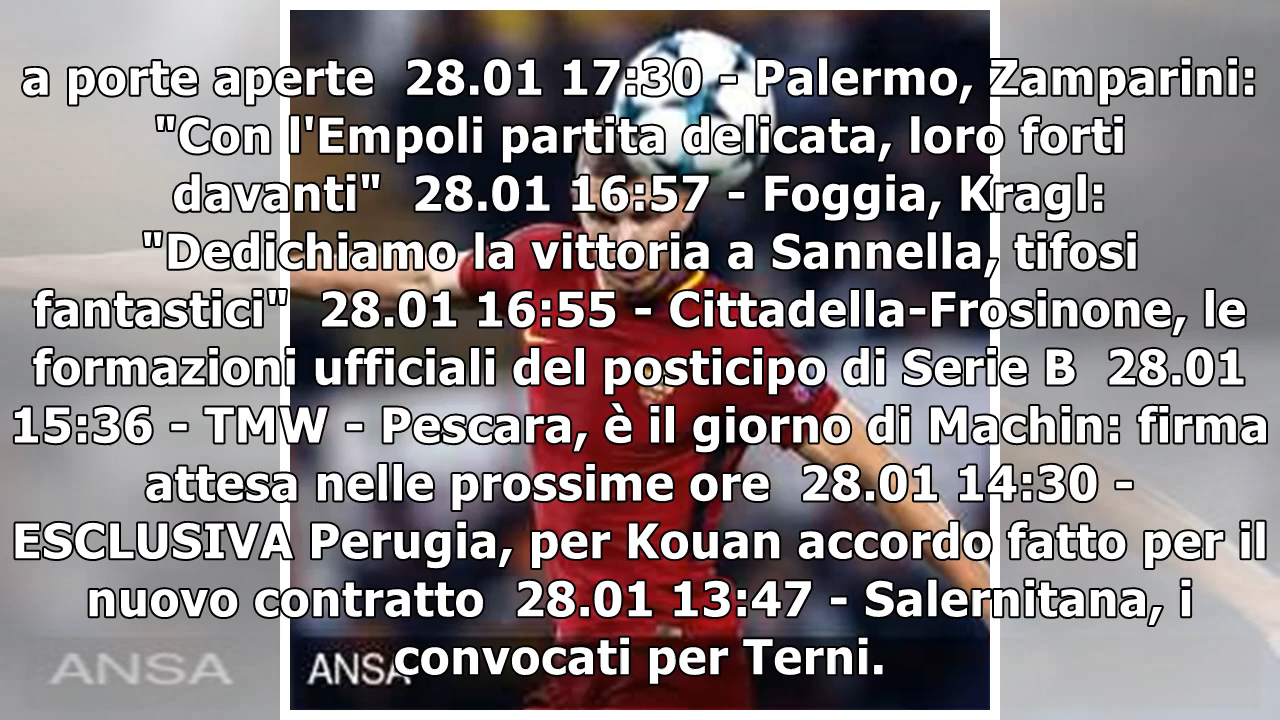 a porte aperte  28.01 17:30 - Palermo, Zamparini:
"Con l'Empoli partita delicata, loro forti
davanti"  28.01 16:57 - Foggia, Kragl:
"Dedichiamo la vittoria a Sannella, tifosi
fantastici"  28.01 16:55 - Cittadella-Frosinone, le
formazioni ufficiali del posticipo di Serie B  28.01
15:36 - TMW - Pescara, è il giorno di Machin: firma
attesa nelle prossime ore  28.01 14:30 -
ESCLUSIVA Perugia, per Kouan accordo fatto per il
nuovo contratto  28.01 13:47 - Salernitana, i
convocati per Terni.
ANSA
ANSA